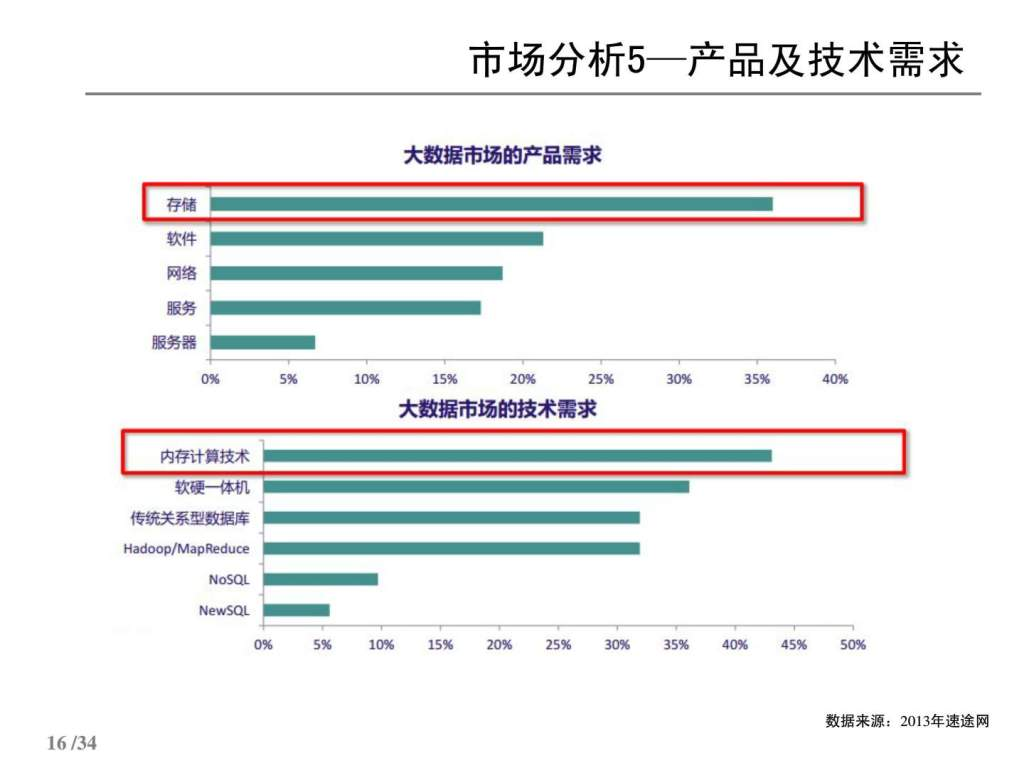 市场分析5—产品及技术需求
大数据市场的产品需求
存储
软件
网络
服务
服务器
0% 5% 10% 15% 20% 25% 30% 35% 40%
大数据市场的技术需求
内存计算技术
软硬一体机
传统关系型数据库
Hadoop/MapReduce
NoSQL
NewSQL
0% 5% 10% 15% 20% 25% 30% 35% 40% 45% 50%
数据来源：2013年速途网
16 /34